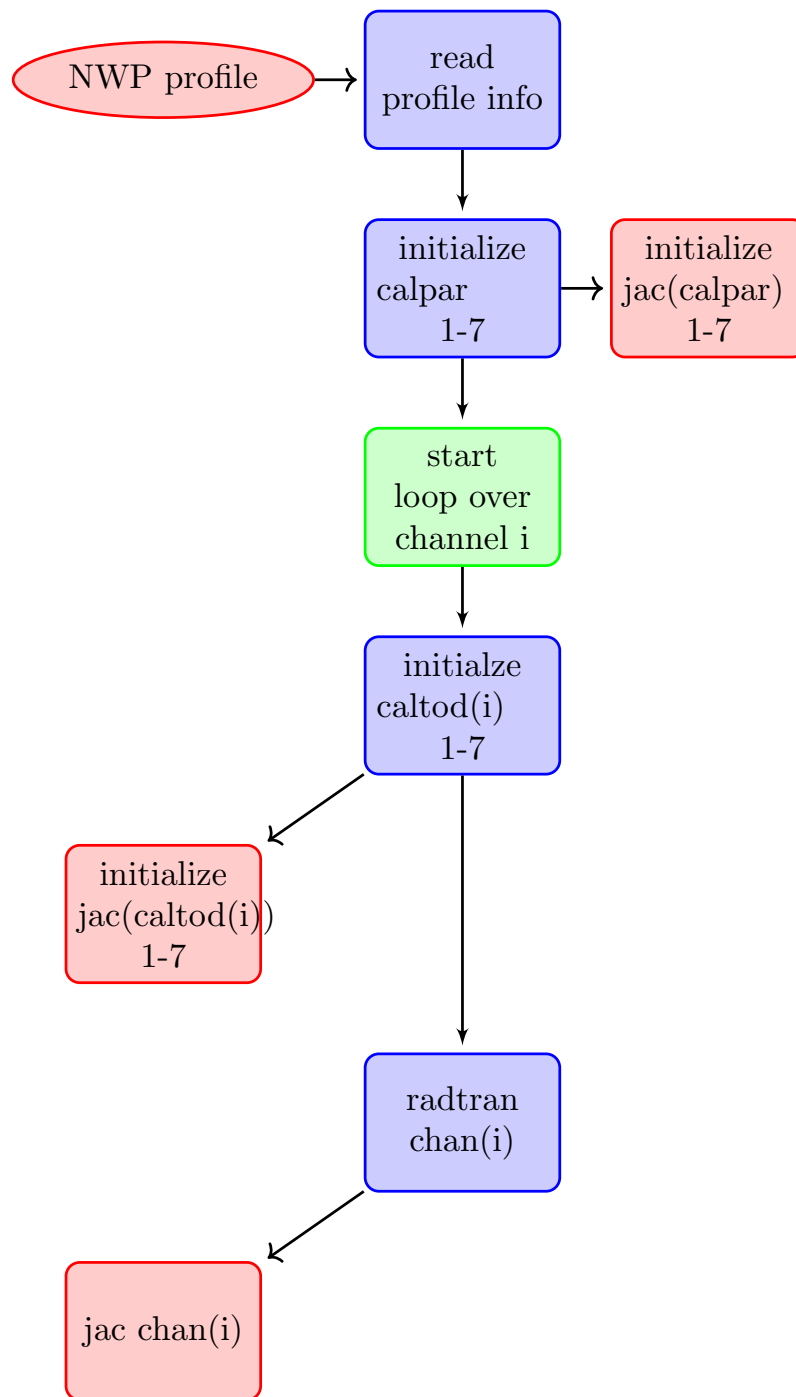 NWP profile
read
profile info
initialize
calpar
1-7
initialize
jac(calpar)
1-7
start
loop over
channel i
initialze
caltod(i)
1-7
initialize
jac(caltod(i))
1-7
radtran
chan(i)
jac chan(i)